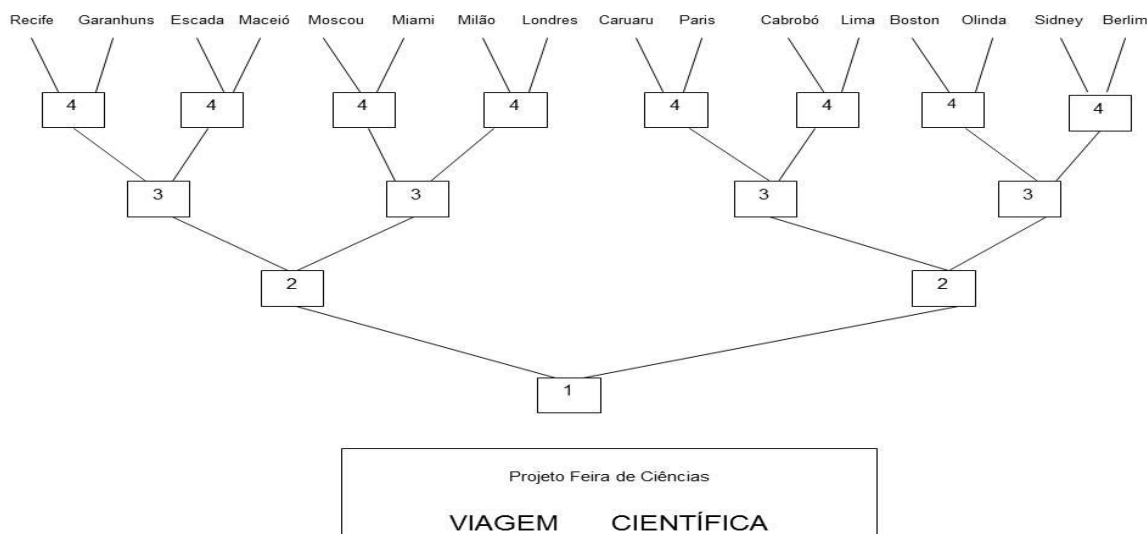 Recife Garanhuns Escada Maceió Moscou Miami Milão Londres Caruaru Paris Cabrobó Lima Boston Olinda Sidney Berlim
4 4 4 4 4 4 4 4
3 3 3 3
2 2
1
Projeto Feira de Ciências
VIAGEM CIENTÍFICA